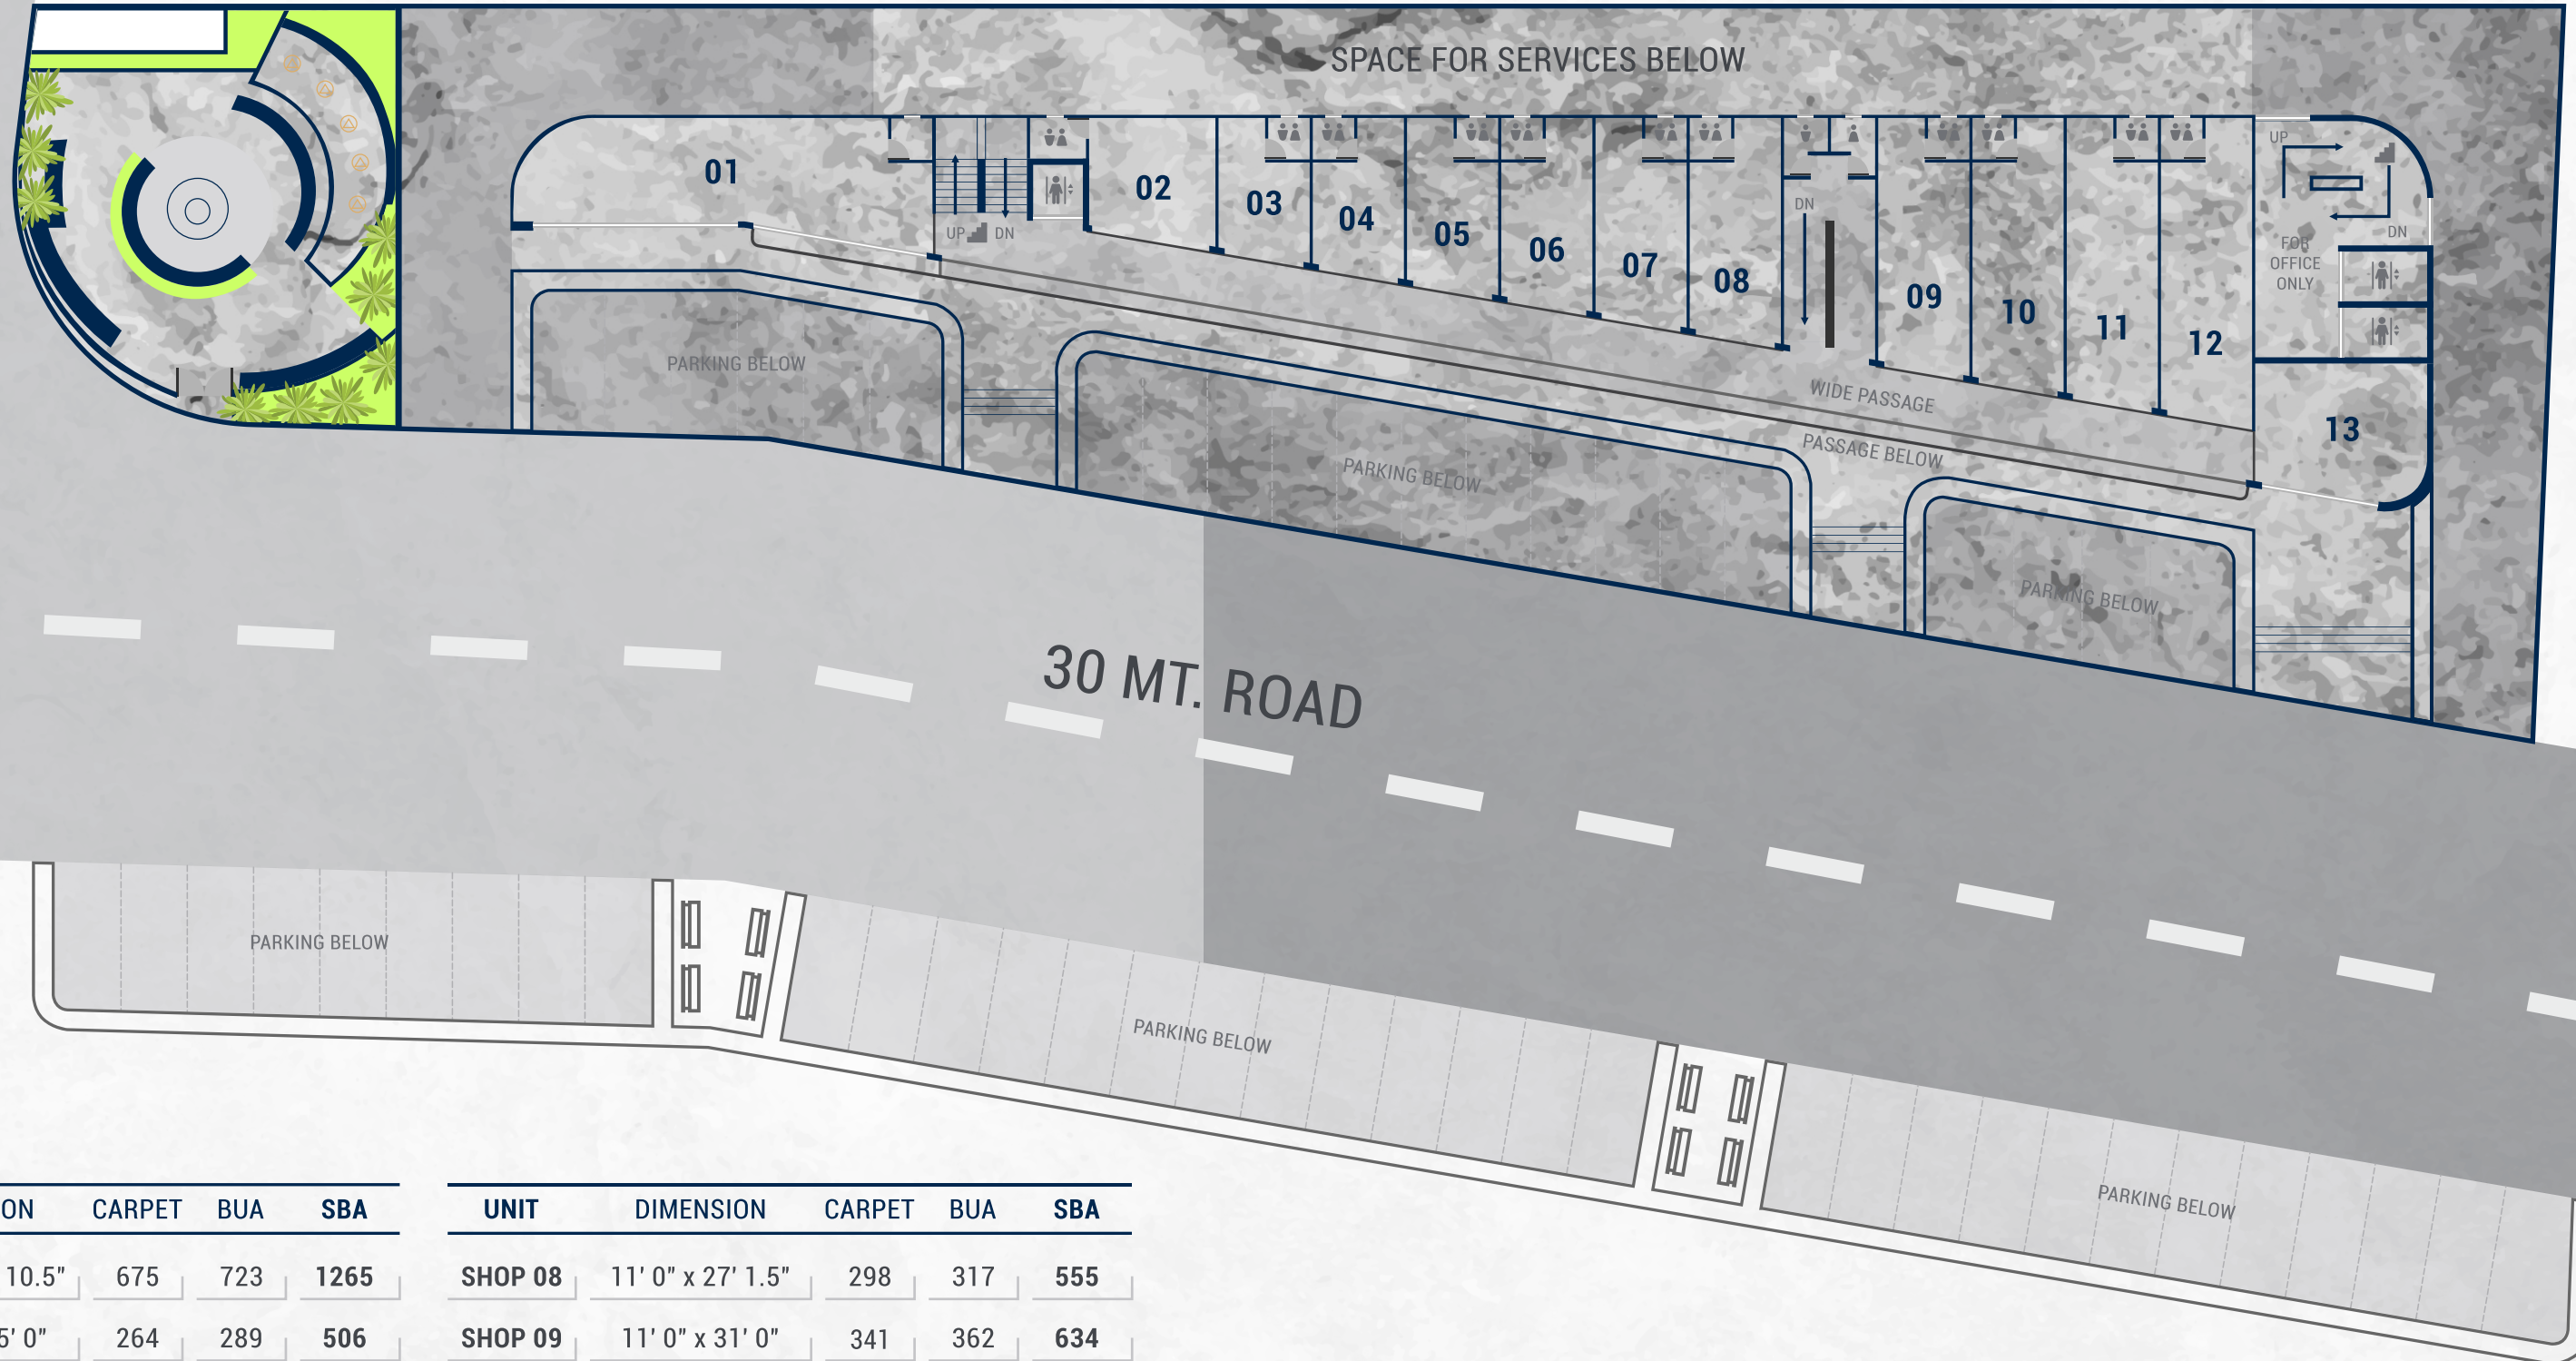 SPACE FOR SERVICES BELOW
01
02
03
04
05
06
07
08
09
10
11
12
13
UP
DN
DN
UP
DN
FOR
OFFICE
ONLY
PARKING BELOW
WIDE PASSAGE
PASSAGE BELOW
PARKING BELOW
PARKING BELOW
30 MT. ROAD
PARKING BELOW
PARKING BELOW
PARKING BELOW
ON CARPET BUA SBA
10.5" 675 723 1265
5' 0" 264 289 506
UNIT DIMENSION CARPET BUA SBA
SHOP 08 11' 0" x 27' 1.5" 298 317 555
SHOP 09 11' 0" x 31' 0" 341 362 634